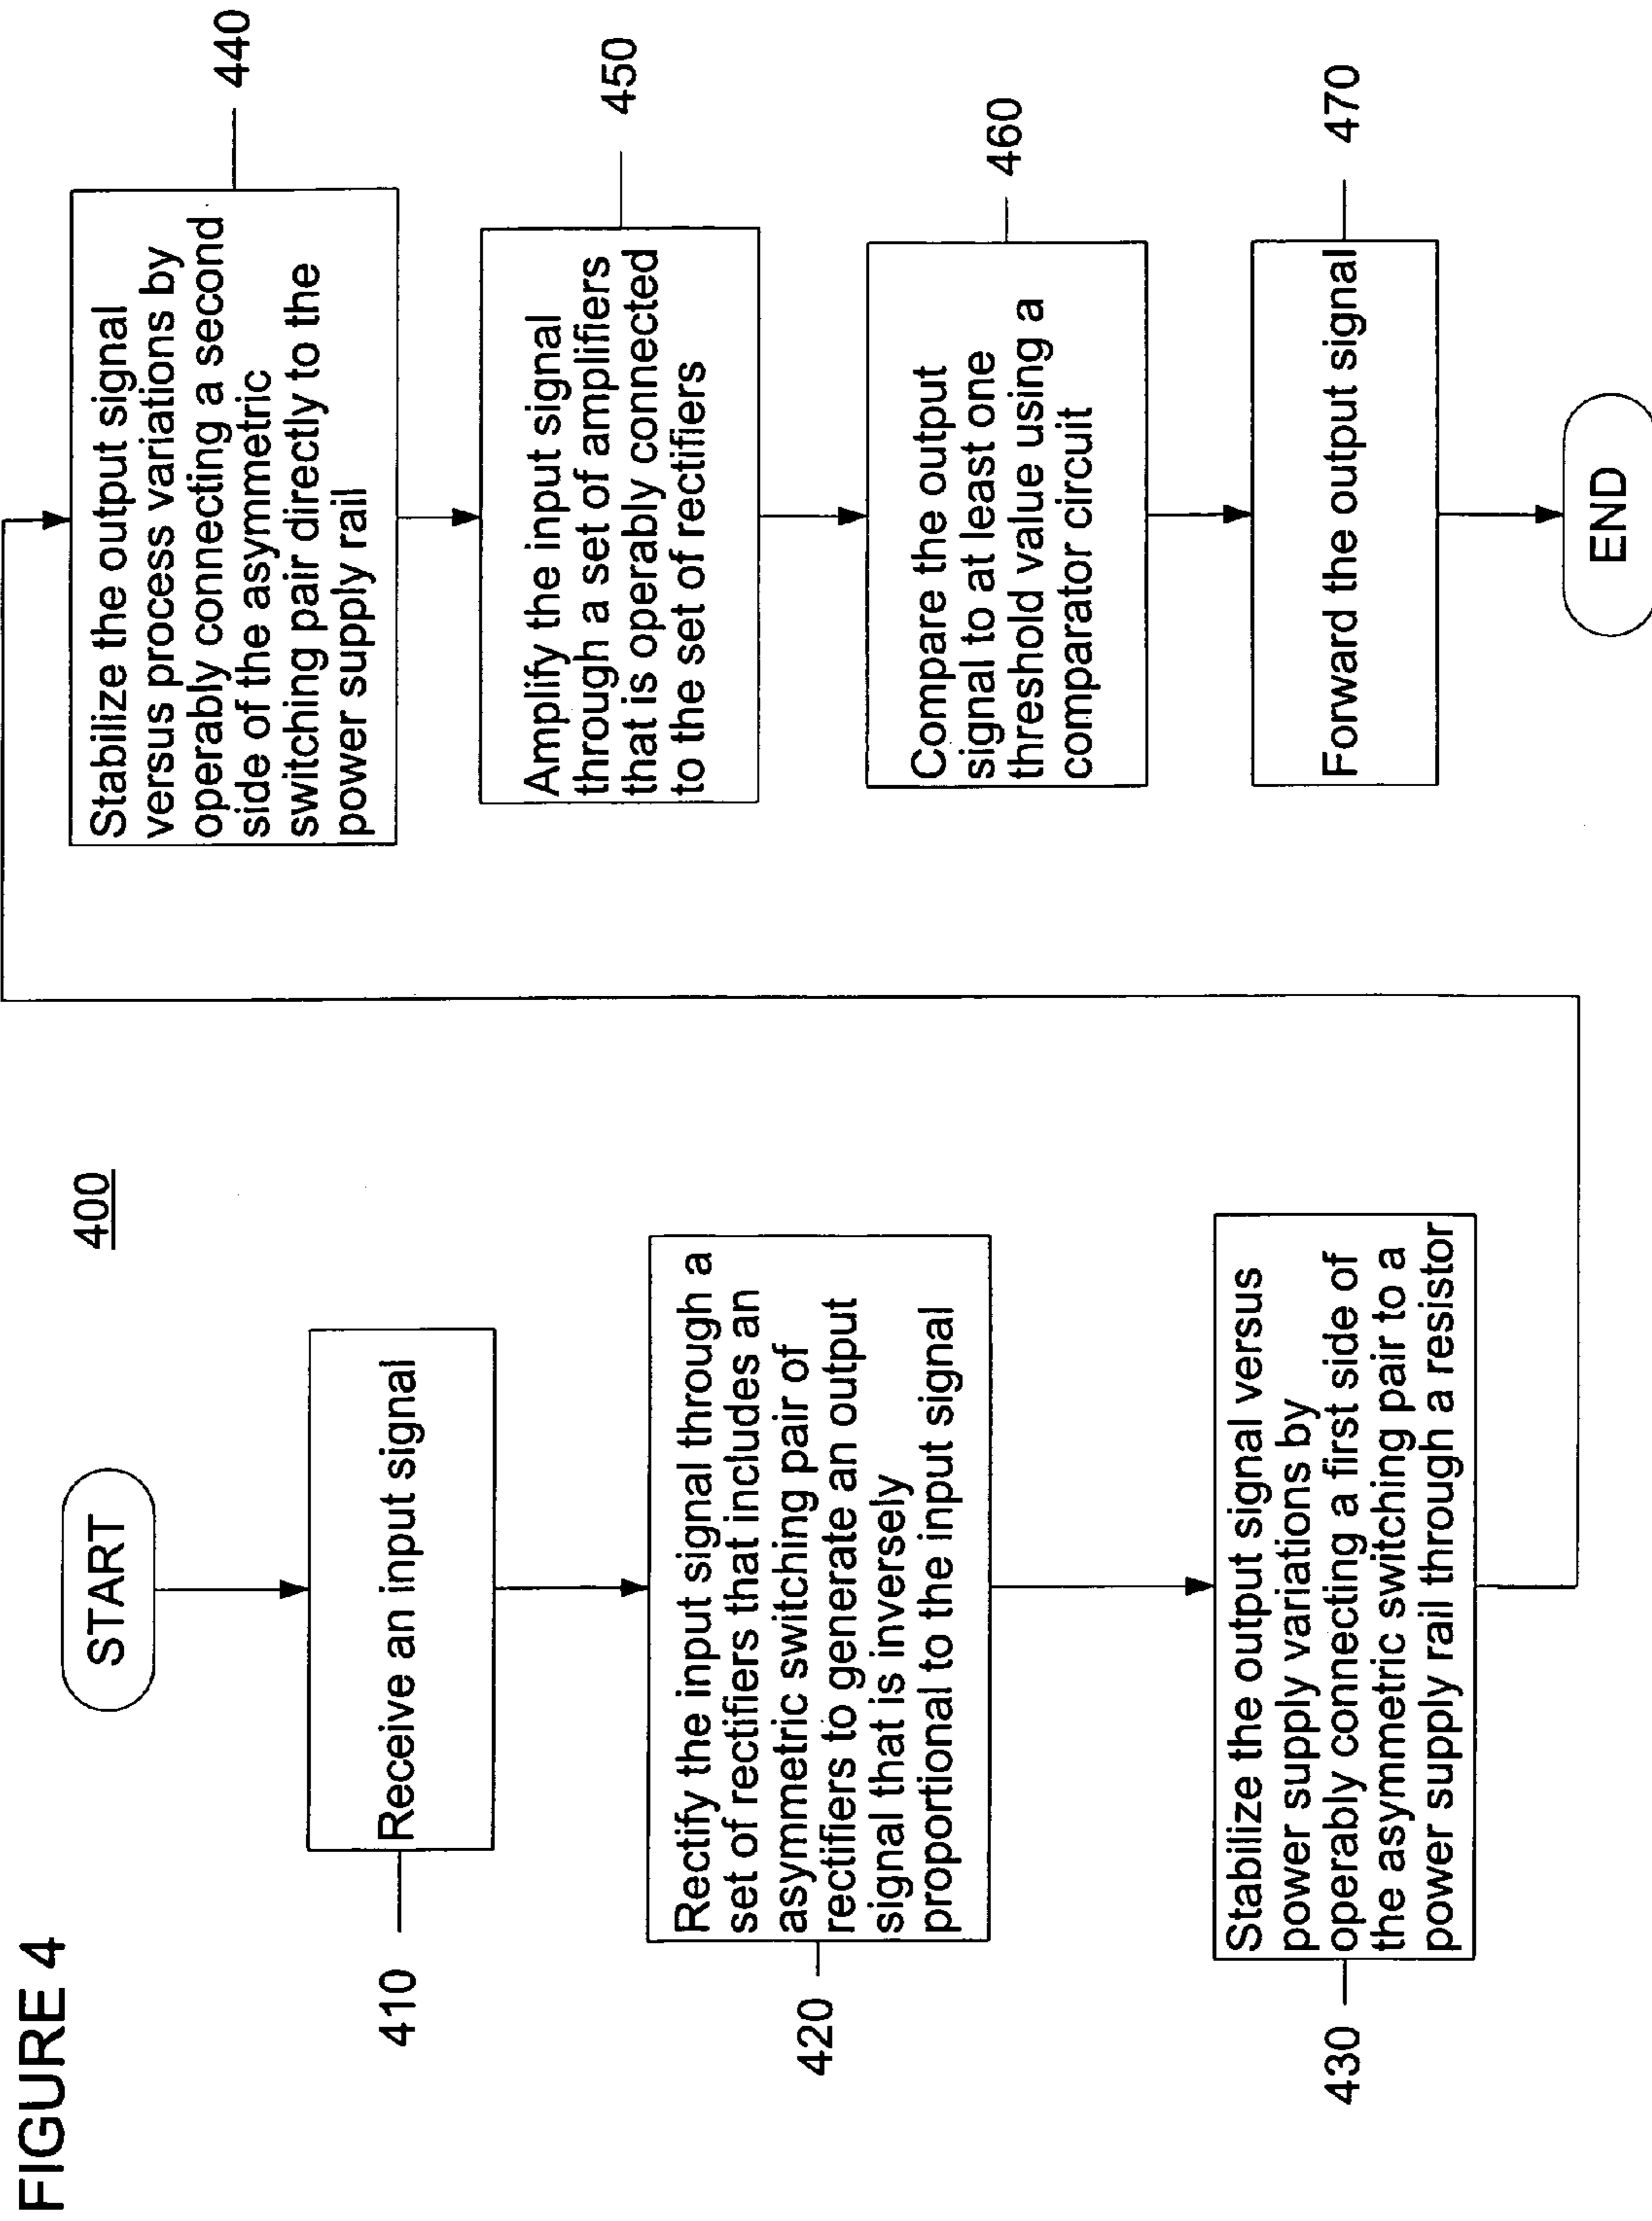 FIGURE 4
400
START
410
Receive an input signal
420
Rectify the input signal through a
set of rectifiers that includes an
asymmetric switching pair of
rectifiers to generate an output
signal that is inversely
proportional to the input signal
430
Stabilize the output signal versus
power supply variations by
operably connecting a first side of
the asymmetric switching pair to a
power supply rail through a resistor
Stabilize the output signal
versus process variations by
operably connecting a second
side of the asymmetric
switching pair directly to the
power supply rail
440
Amplify the input signal
through a set of amplifiers
that is operably connected
to the set of rectifiers
450
Compare the output
signal to at least one
threshold value using a
comparator circuit
460
Forward the output signal
470
END